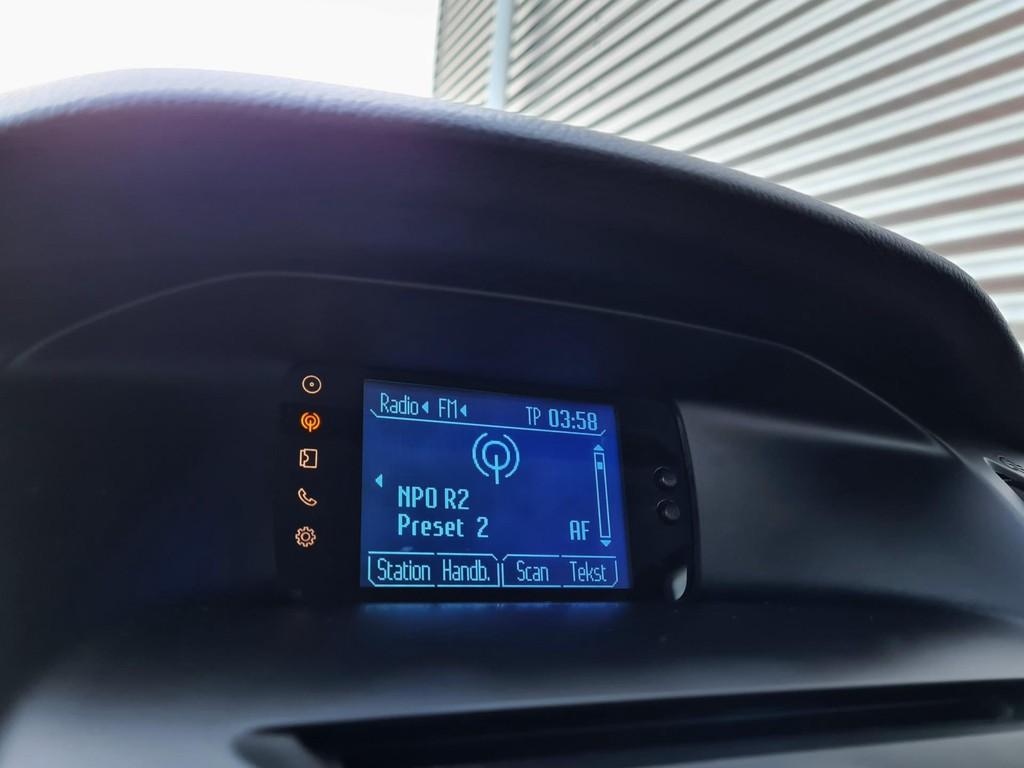 Radio FM TP 03:58
NPO R2
Preset 2 AF
Station Handb. Scan Tekst